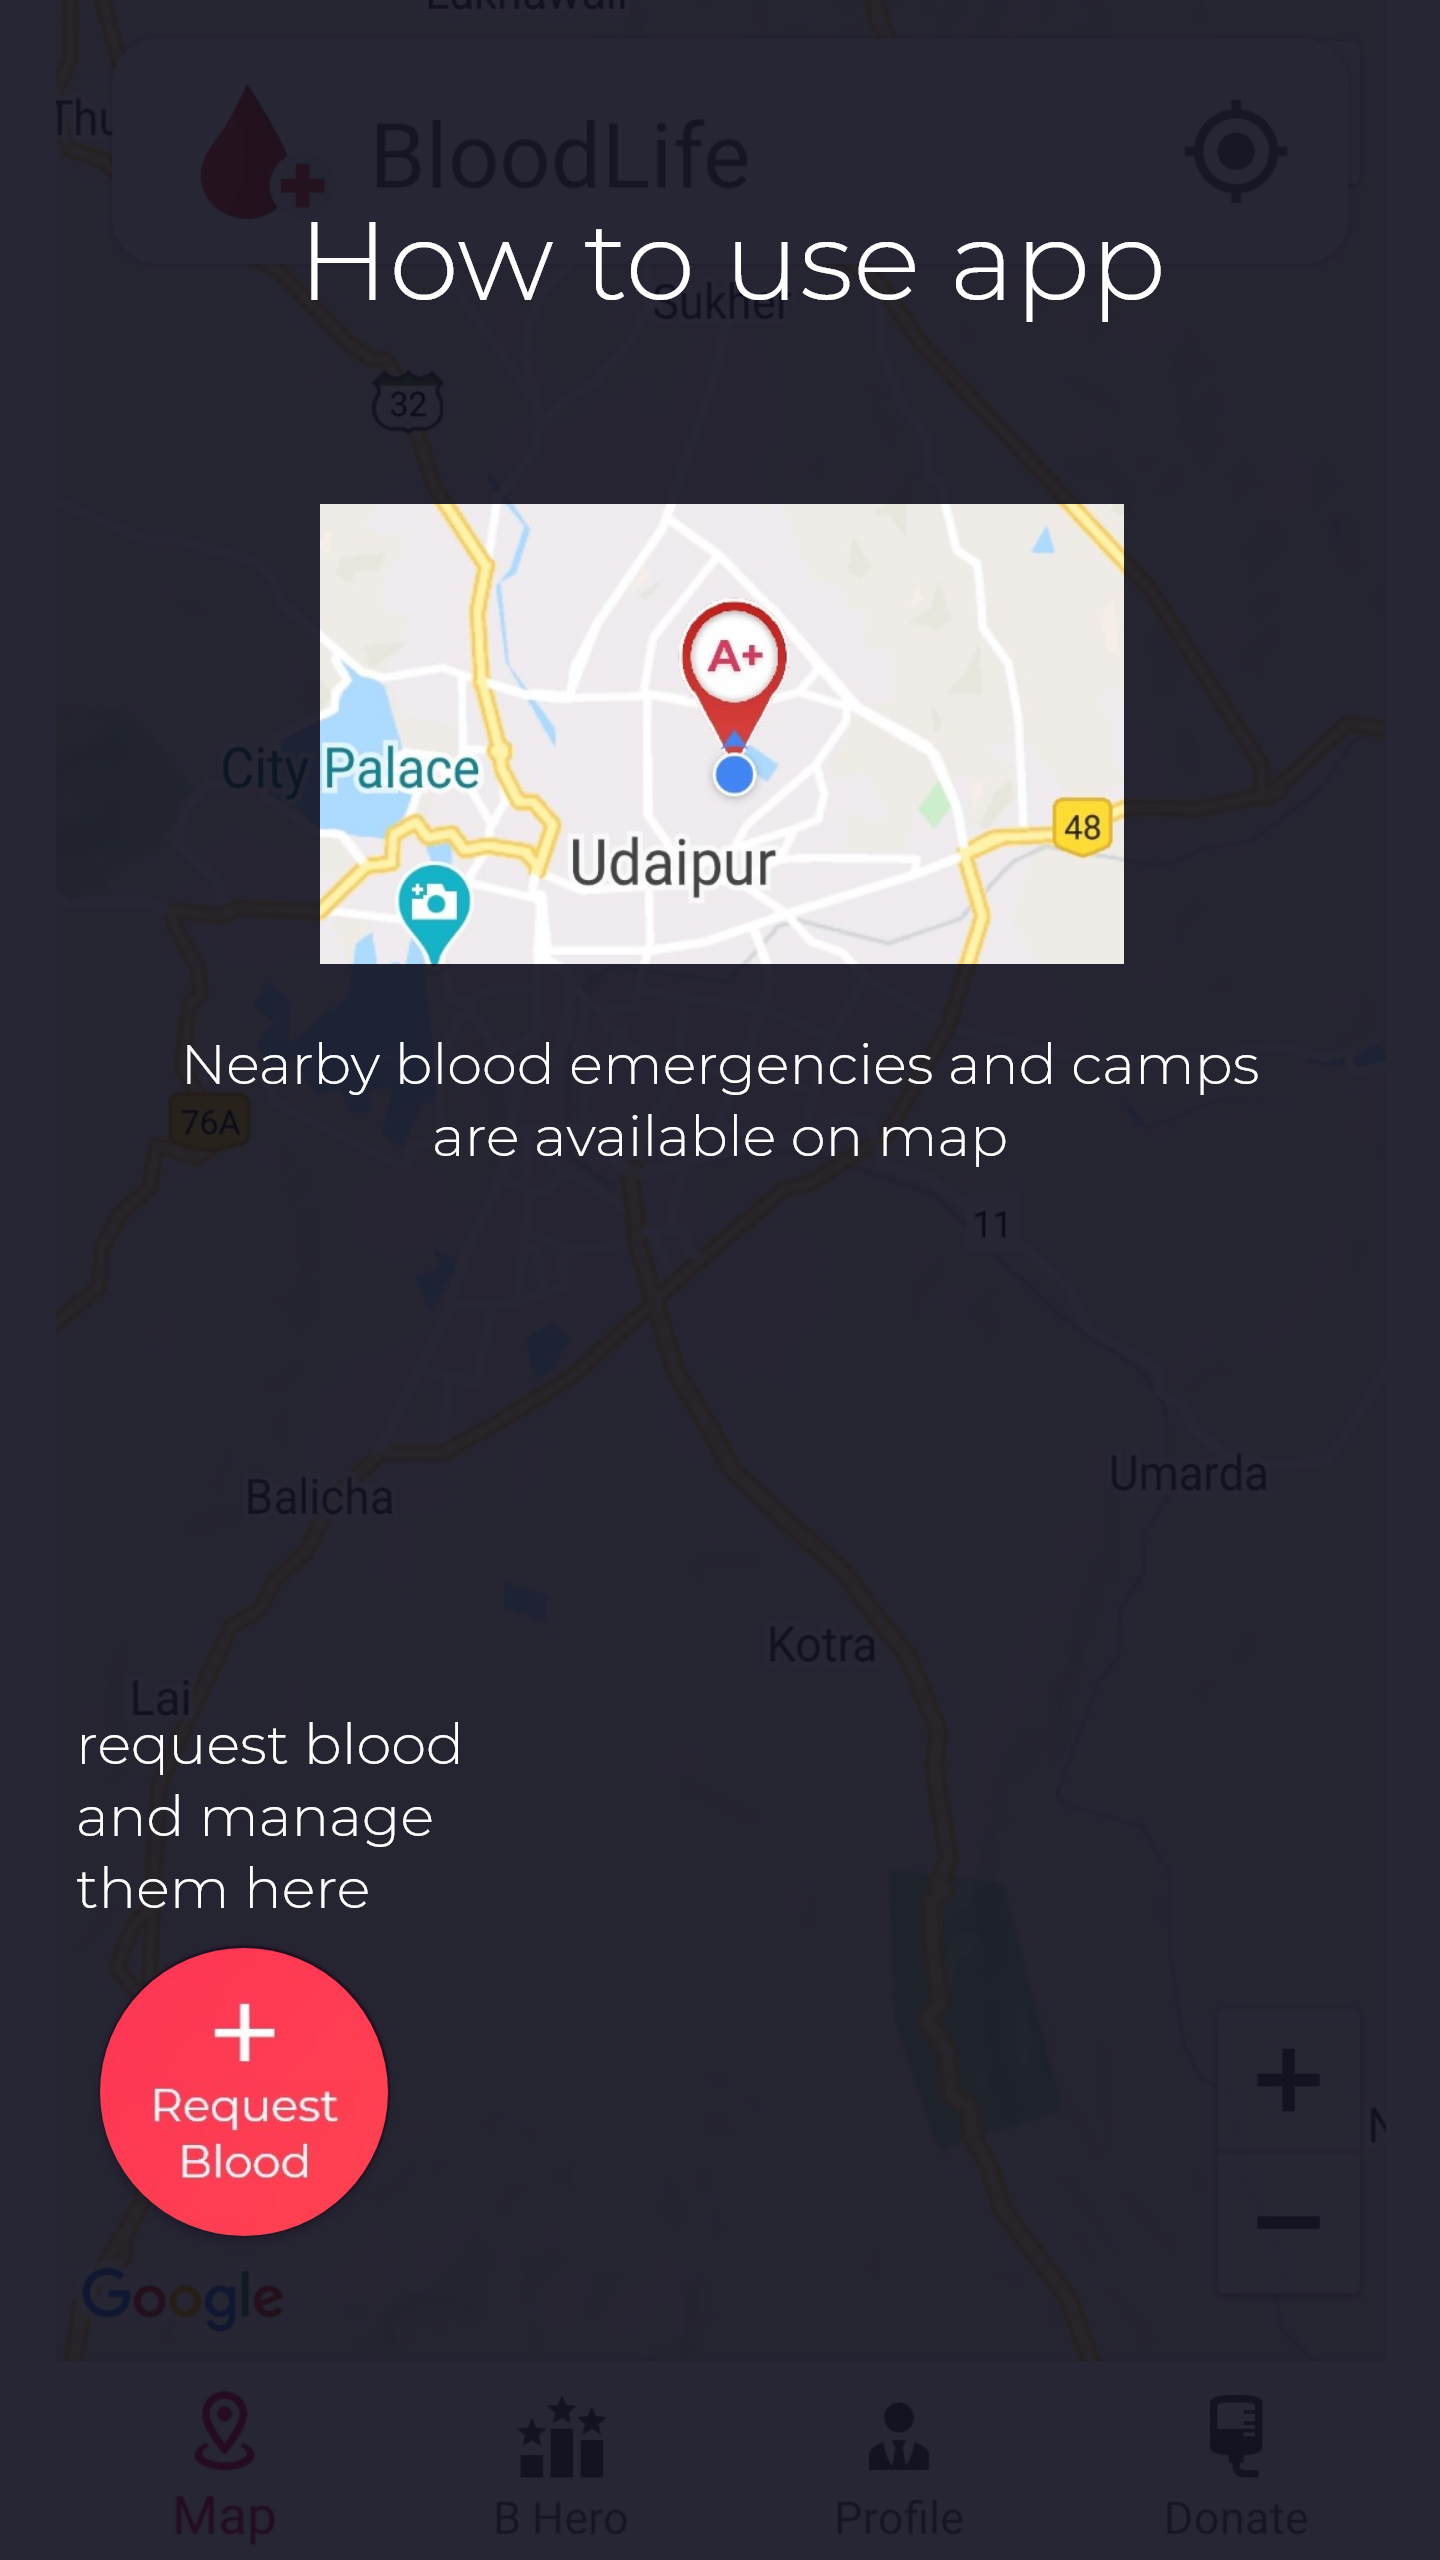 BloodLife
How to use app
Sukher
32
A+
City Palace
48
Udaipur
Nearby blood emergencies and camps
are available on map
76A
11
Umarda
Balicha
Kotra
Lai
request blood
and manage
them here
+
Request
Blood
+
−
Google
Map
B Hero
Profile
Donate